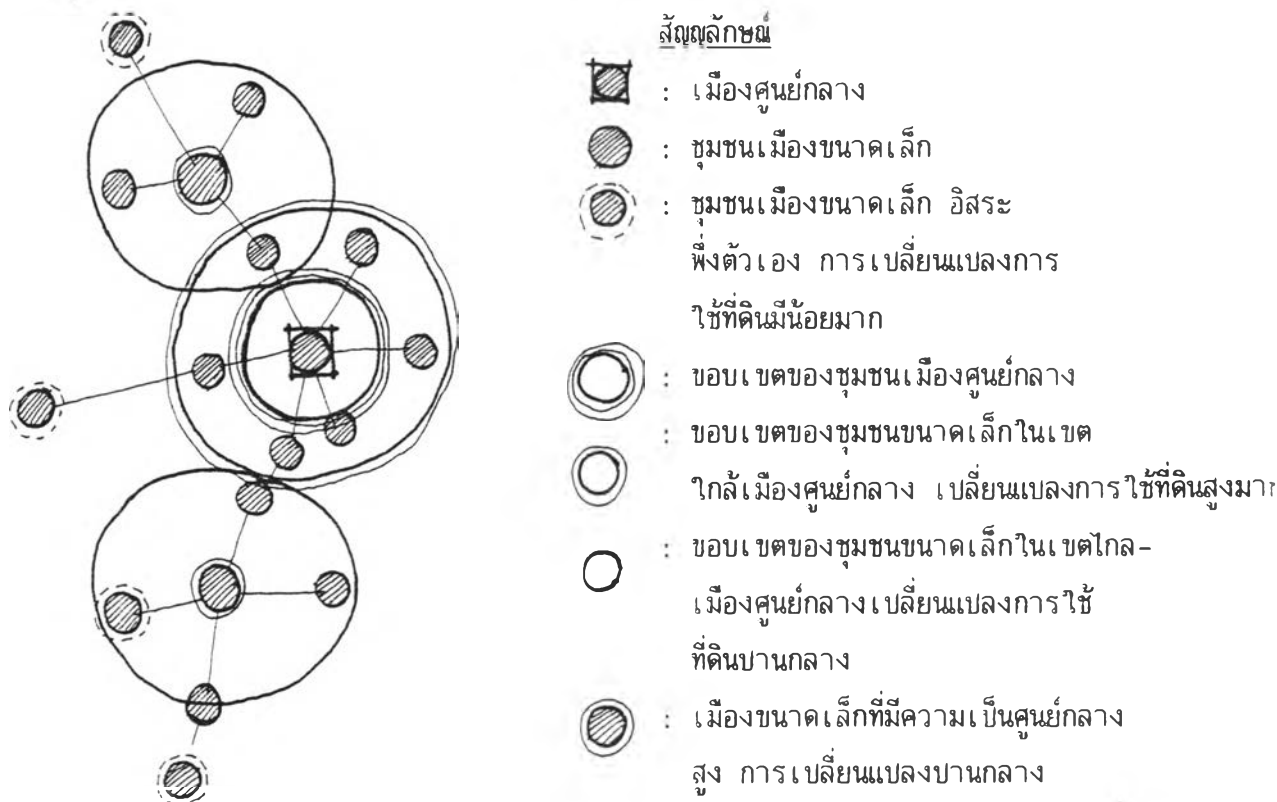 สัญญลักษณ์
: เมืองศูนย์กลาง
: ชุมชนเมืองขนาดเล็ก
: ชุมชนเมืองขนาดเล็ก อิสระ
พึ่งตัวเอง การเปลี่ยนแปลงการ
ใช้ที่ดินมีน้อยมาก
: ขอบเขตของชุมชนเมืองศูนย์กลาง
: ขอบเขตของชุมชนขนาดเล็กในเขต
ใกล้เมืองศูนย์กลาง เปลี่ยนแปลงการใช้ที่ดินสูงมาก
: ขอบเขตของชุมชนขนาดเล็กในเขตไกล-
เมืองศูนย์กลางเปลี่ยนแปลงการใช้
ที่ดินปานกลาง
: เมืองขนาดเล็กที่มีความเป็นศูนย์กลาง
สูง การเปลี่ยนแปลงปานกลาง